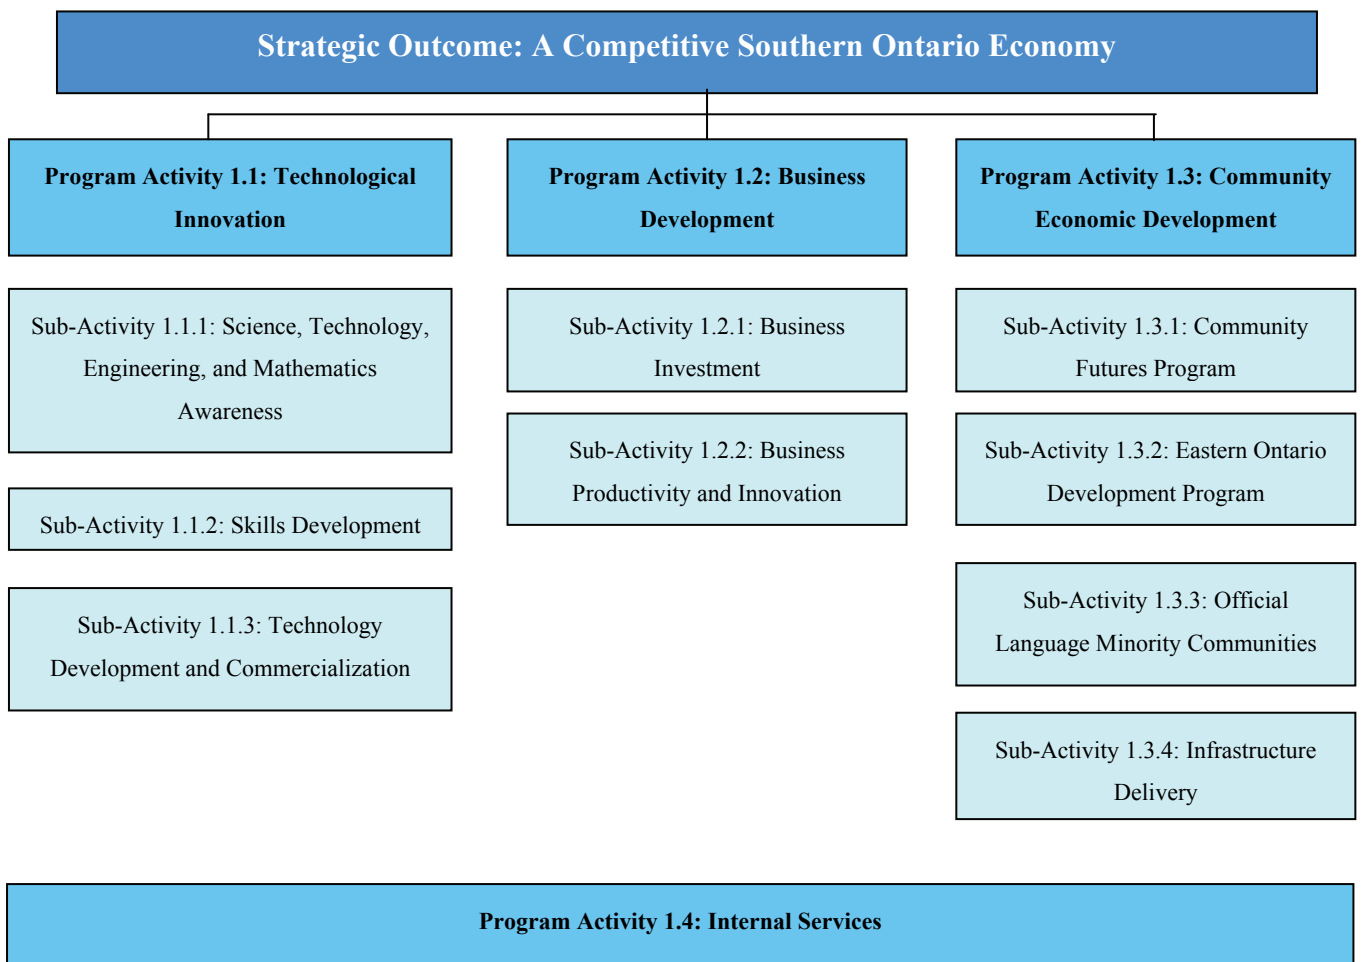 Strategic Outcome: A Competitive Southern Ontario Economy
Program Activity 1.1: Technological
Innovation
Sub-Activity 1.1.1: Science, Technology,
Engineering, and Mathematics
Awareness
Sub-Activity 1.1.2: Skills Development
Sub-Activity 1.1.3: Technology
Development and Commercialization
Program Activity 1.2: Business
Development
Sub-Activity 1.2.1: Business
Investment
Sub-Activity 1.2.2: Business
Productivity and Innovation
Program Activity 1.3: Community
Economic Development
Sub-Activity 1.3.1: Community
Futures Program
Sub-Activity 1.3.2: Eastern Ontario
Development Program
Sub-Activity 1.3.3: Official
Language Minority Communities
Sub-Activity 1.3.4: Infrastructure
Delivery
Program Activity 1.4: Internal Services